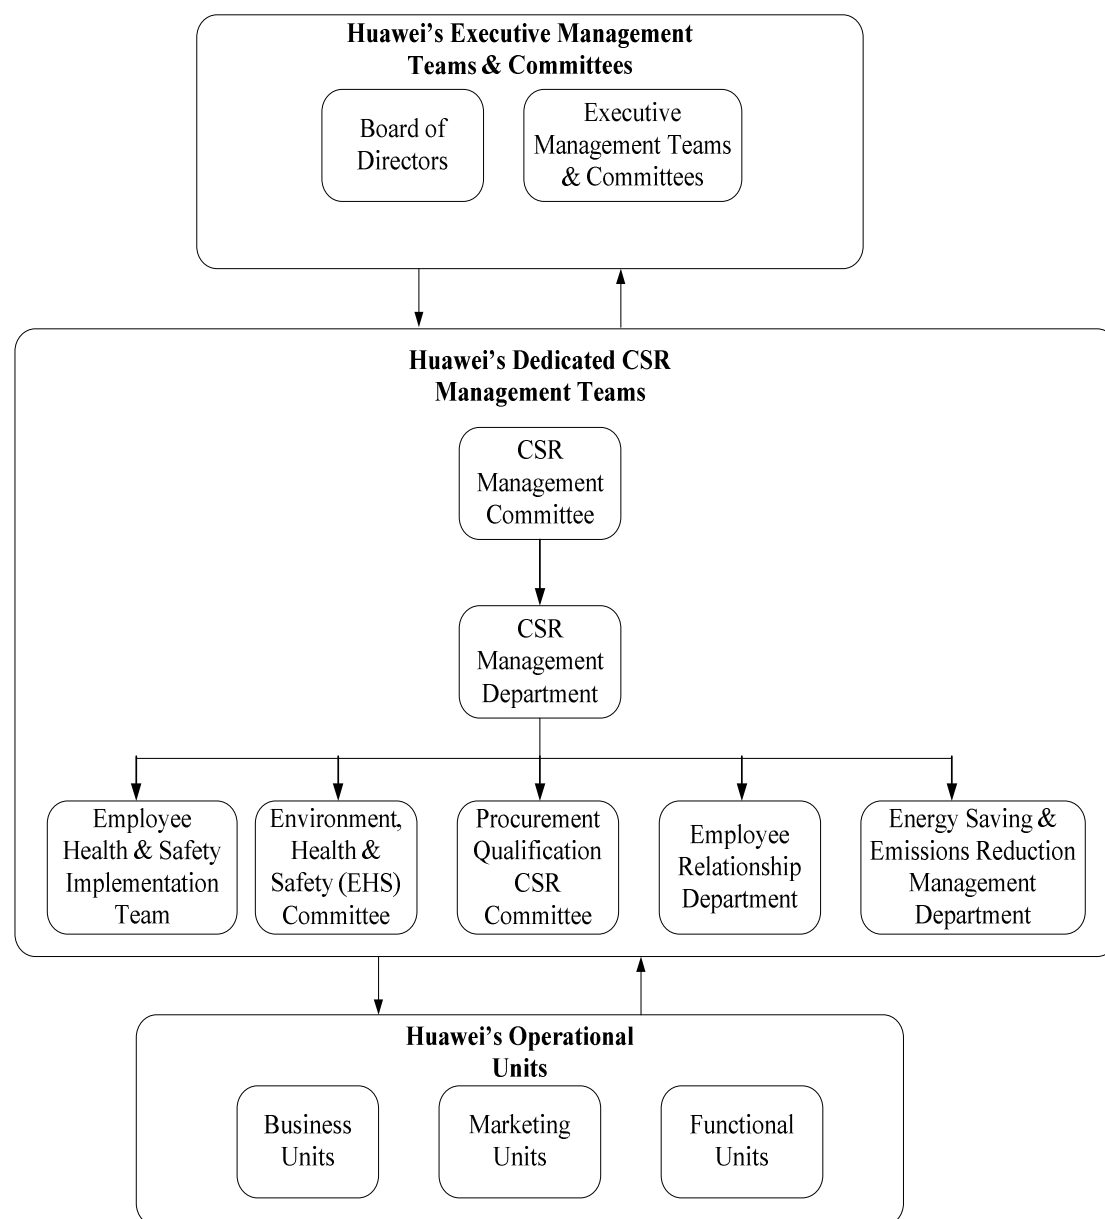 Huawei's Executive Management
Teams & Committees
Board of
Directors
Executive
Management Teams
& Committees
Huawei's Dedicated CSR
Management Teams
CSR
Management
Committee
CSR
Management
Department
Employee
Health & Safety
Implementation
Team
Environment,
Health &
Safety (EHS)
Committee
Procurement
Qualification
CSR
Committee
Employee
Relationship
Department
Energy Saving &
Emissions Reduction
Management
Department
Huawei's Operational
Units
Business
Units
Marketing
Units
Functional
Units